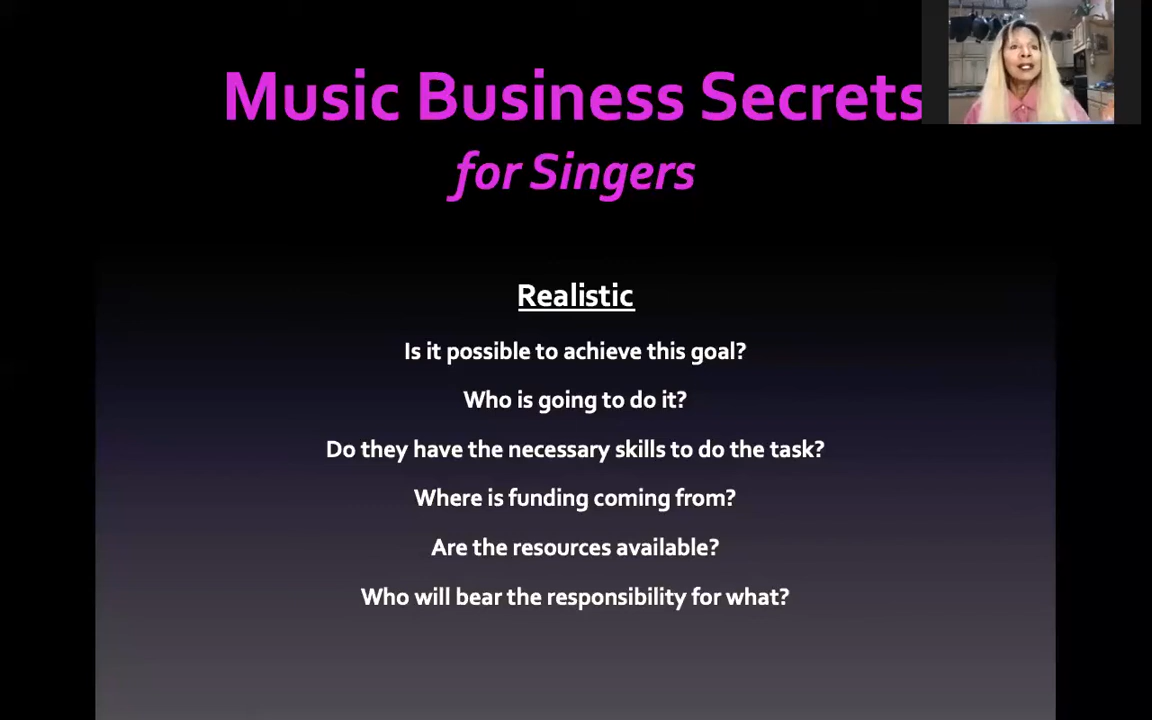 Music Business Secrets
for Singers
Realistic
Is it possible to achieve this goal?
Who is going to do it?
Do they have the necessary skills to do the task?
Where is funding coming from?
Are the resources available?
Who will bear the responsibility for what?